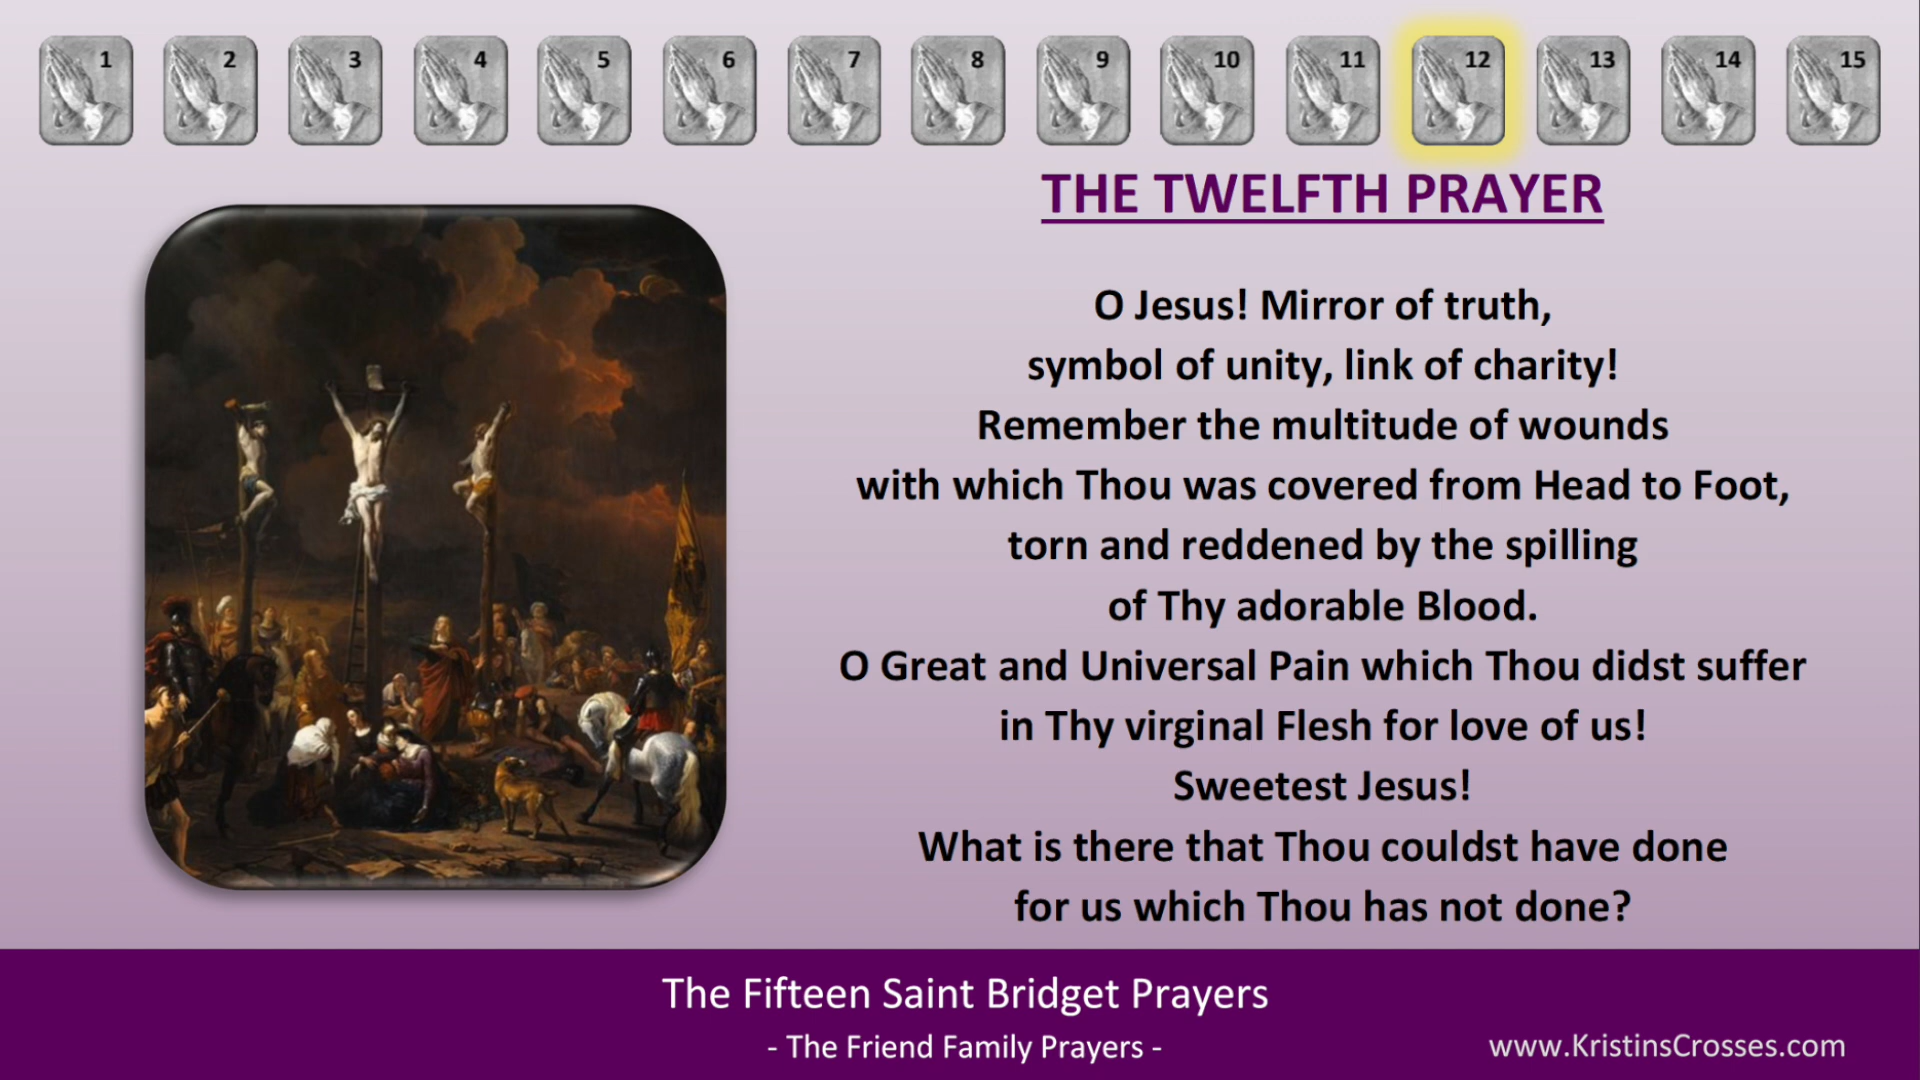 1 2 3 4 5 6 7 8 9 10 11 12 13 14 15
THE TWELFTH PRAYER
O Jesus! Mirror of truth,
symbol of unity, link of charity!
Remember the multitude of wounds
with which Thou was covered from Head to Foot,
torn and reddened by the spilling
of Thy adorable Blood.
O Great and Universal Pain which Thou didst suffer
in Thy virginal Flesh for love of us!
Sweetest Jesus!
What is there that Thou couldst have done
for us which Thou has not done?
The Fifteen Saint Bridget Prayers
- The Friend Family Prayers -
www.KristinsCrosses.com